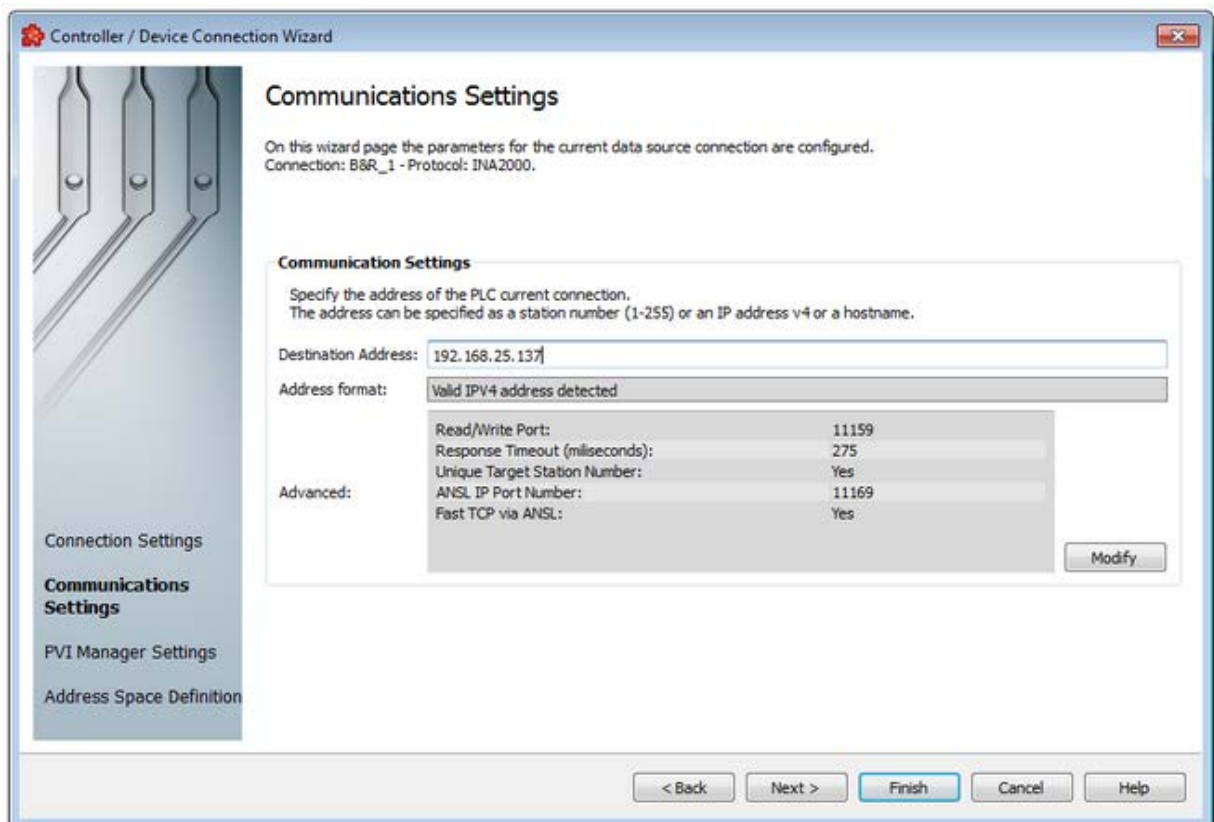 Controller / Device Connection Wizard
Communications Settings
On this wizard page the parameters for the current data source connection are configured.
Connection: B&R_1 - Protocol: INA2000.
Communication Settings
Specify the address of the PLC current connection.
The address can be specified as a station number (1-255) or an IP address v4 or a hostname.
Destination Address: 192.168.25.137
Address format: Valid IPV4 address detected
Advanced:
Read/Write Port: 11159
Response Timeout (miliseconds): 275
Unique Target Station Number: Yes
ANSL IP Port Number: 11169
Fast TCP via ANSL: Yes
Modify
Connection Settings
Communications
Settings
PVI Manager Settings
Address Space Definition
< Back Next > Finish Cancel Help